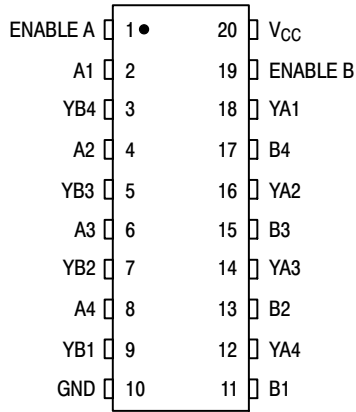 ENABLE A 1 20 VCC
A1 2 19 ENABLE B
YB4 3 18 YA1
A2 4 17 B4
YB3 5 16 YA2
A3 6 15 B3
YB2 7 14 YA3
A4 8 13 B2
YB1 9 12 YA4
GND 10 11 B1